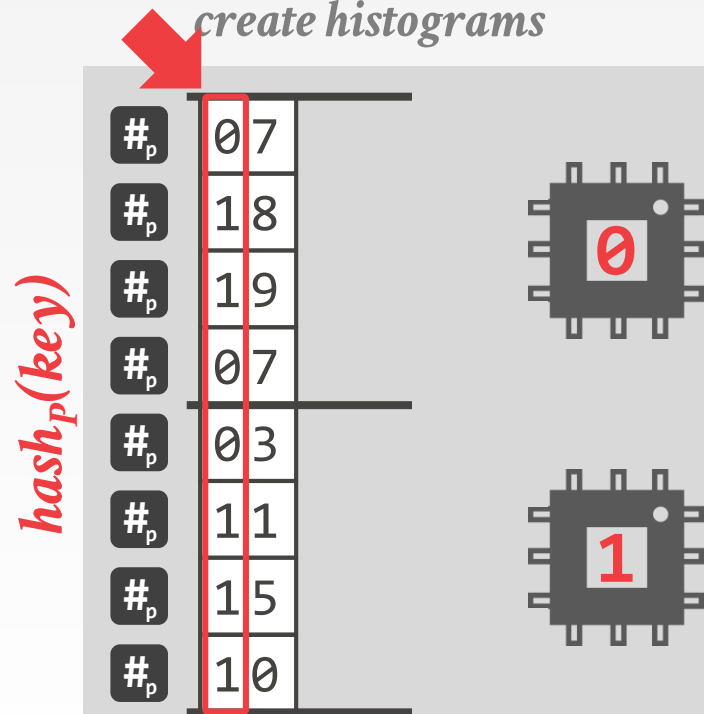 create histograms
hashp(key)
#p 07
#p 18
#p 19
#p 07
0
#p 03
#p 11
#p 15
#p 10
1